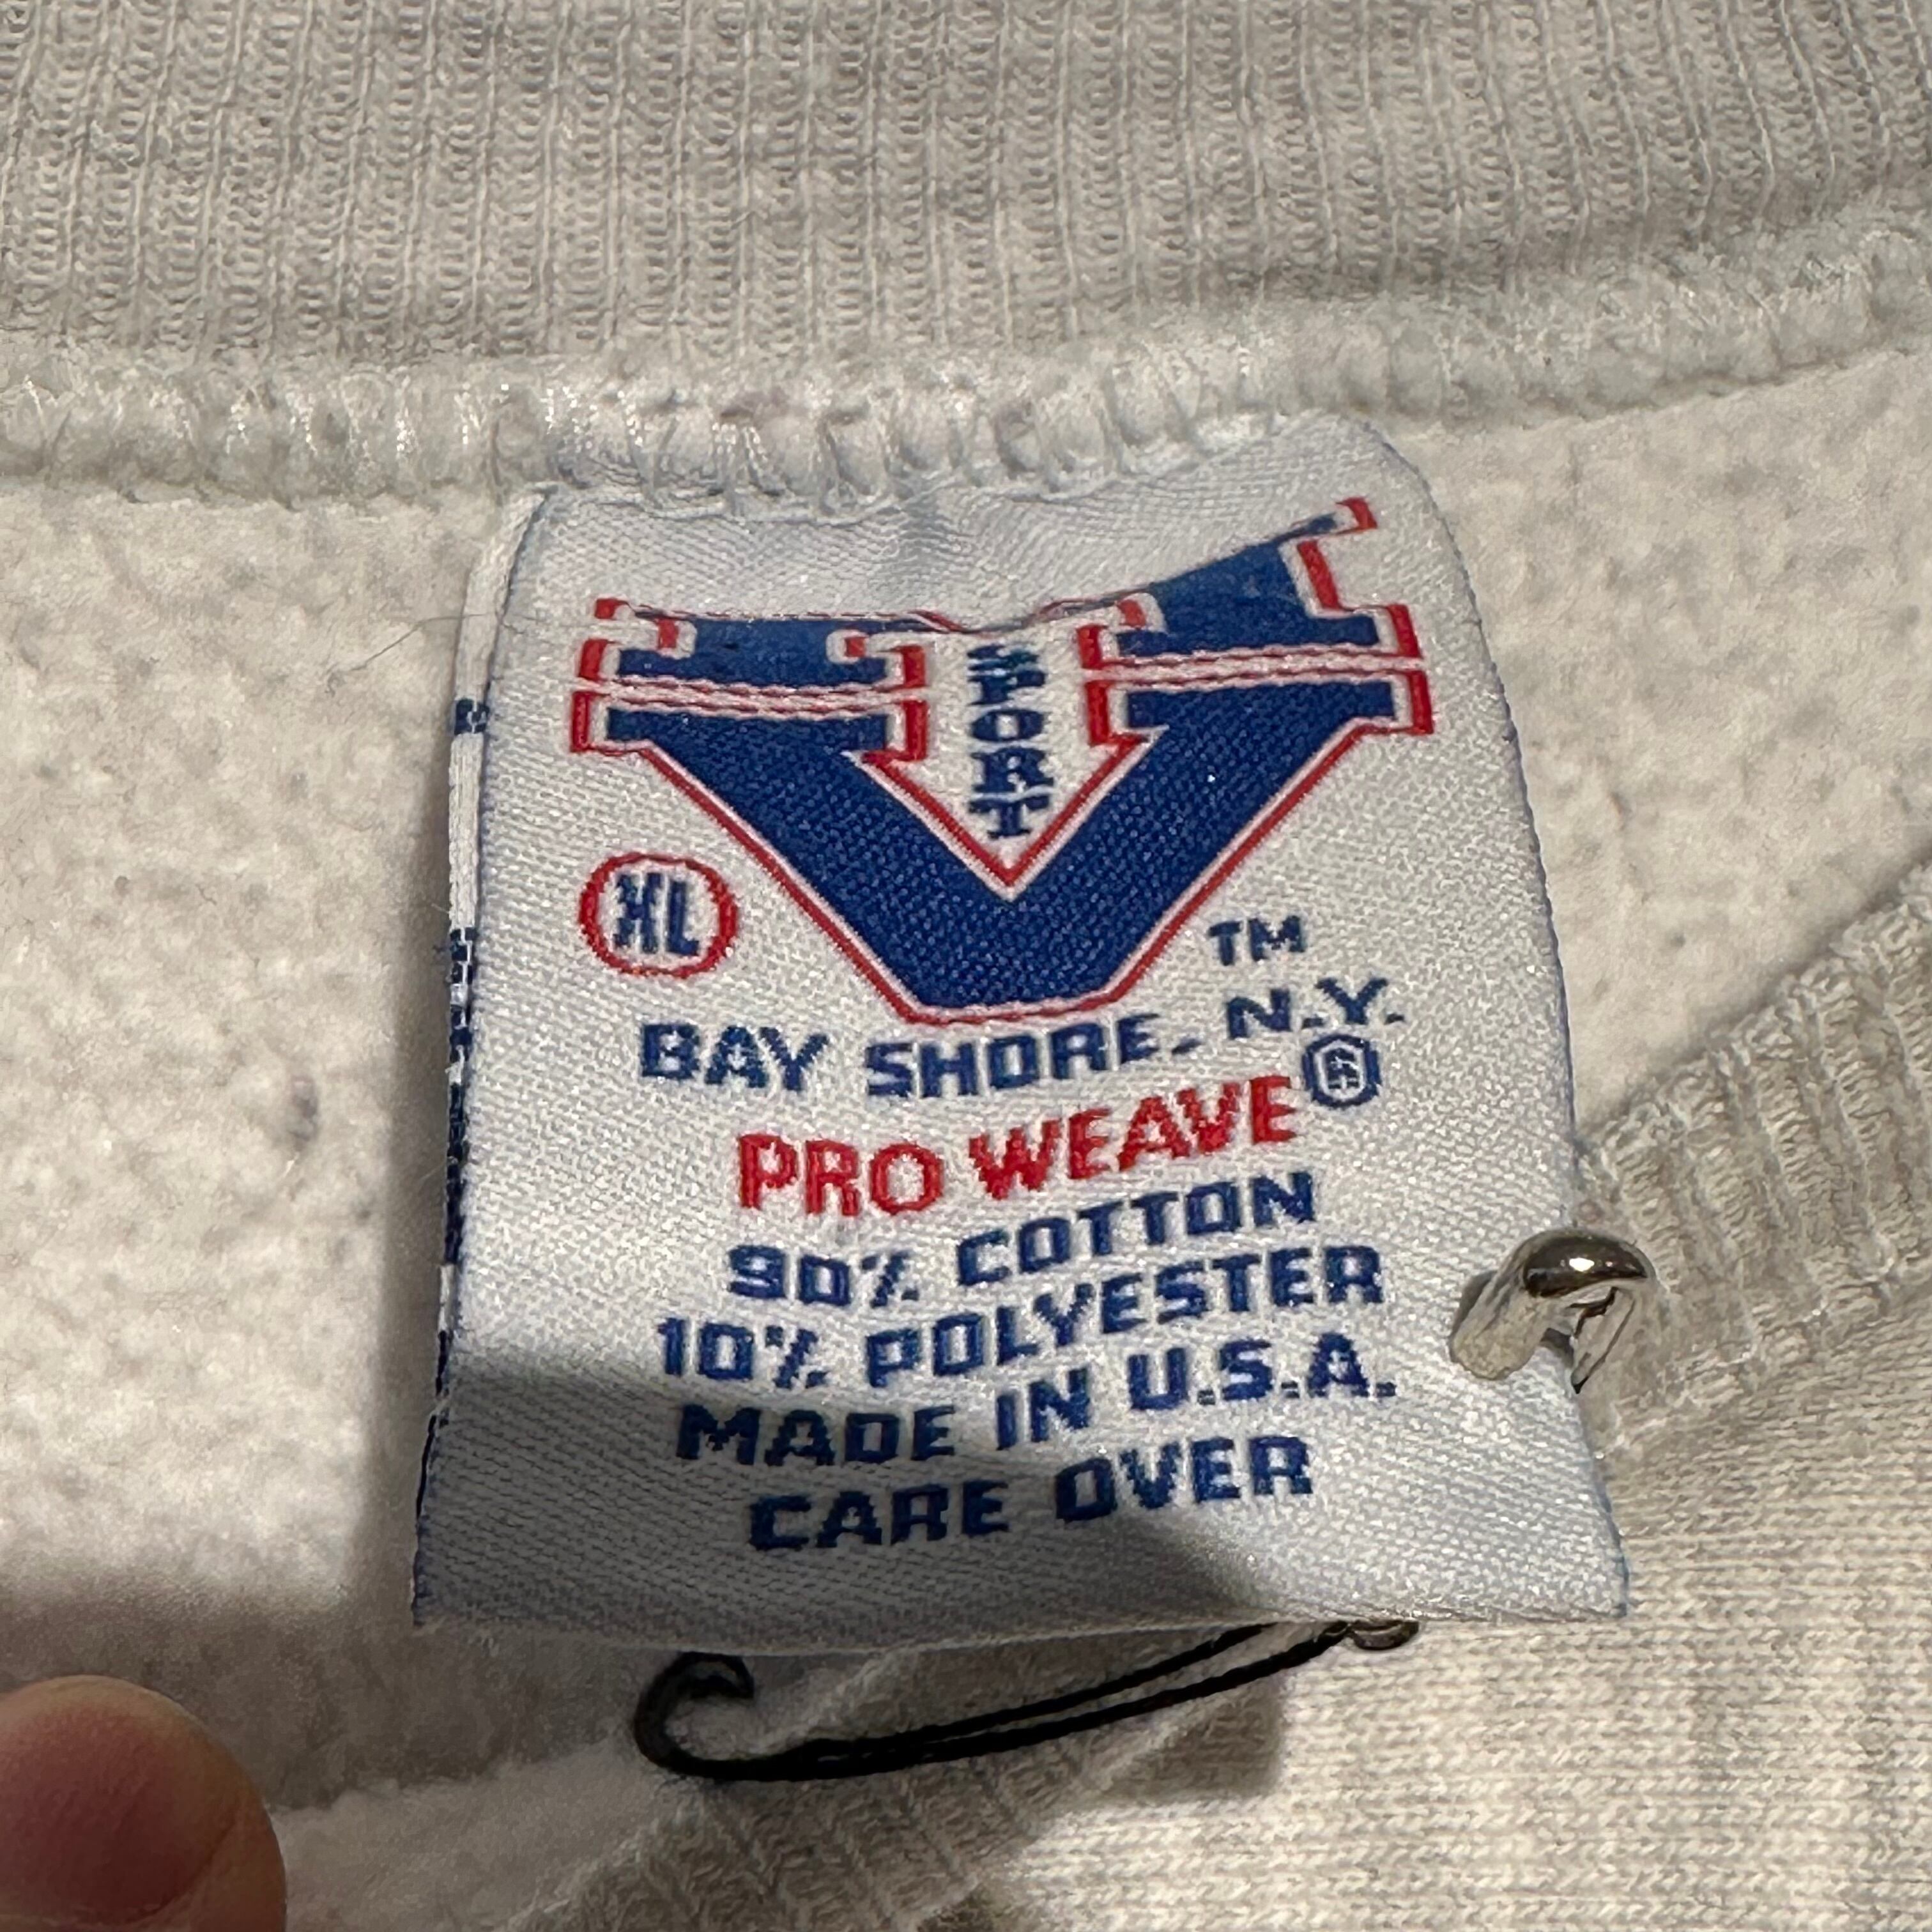 SPORT
XL
TM
BAY SHORE, N.Y.
PRO WEAVE®
90% COTTON
10% POLYESTER
MADE IN U.S.A.
CARE OVER